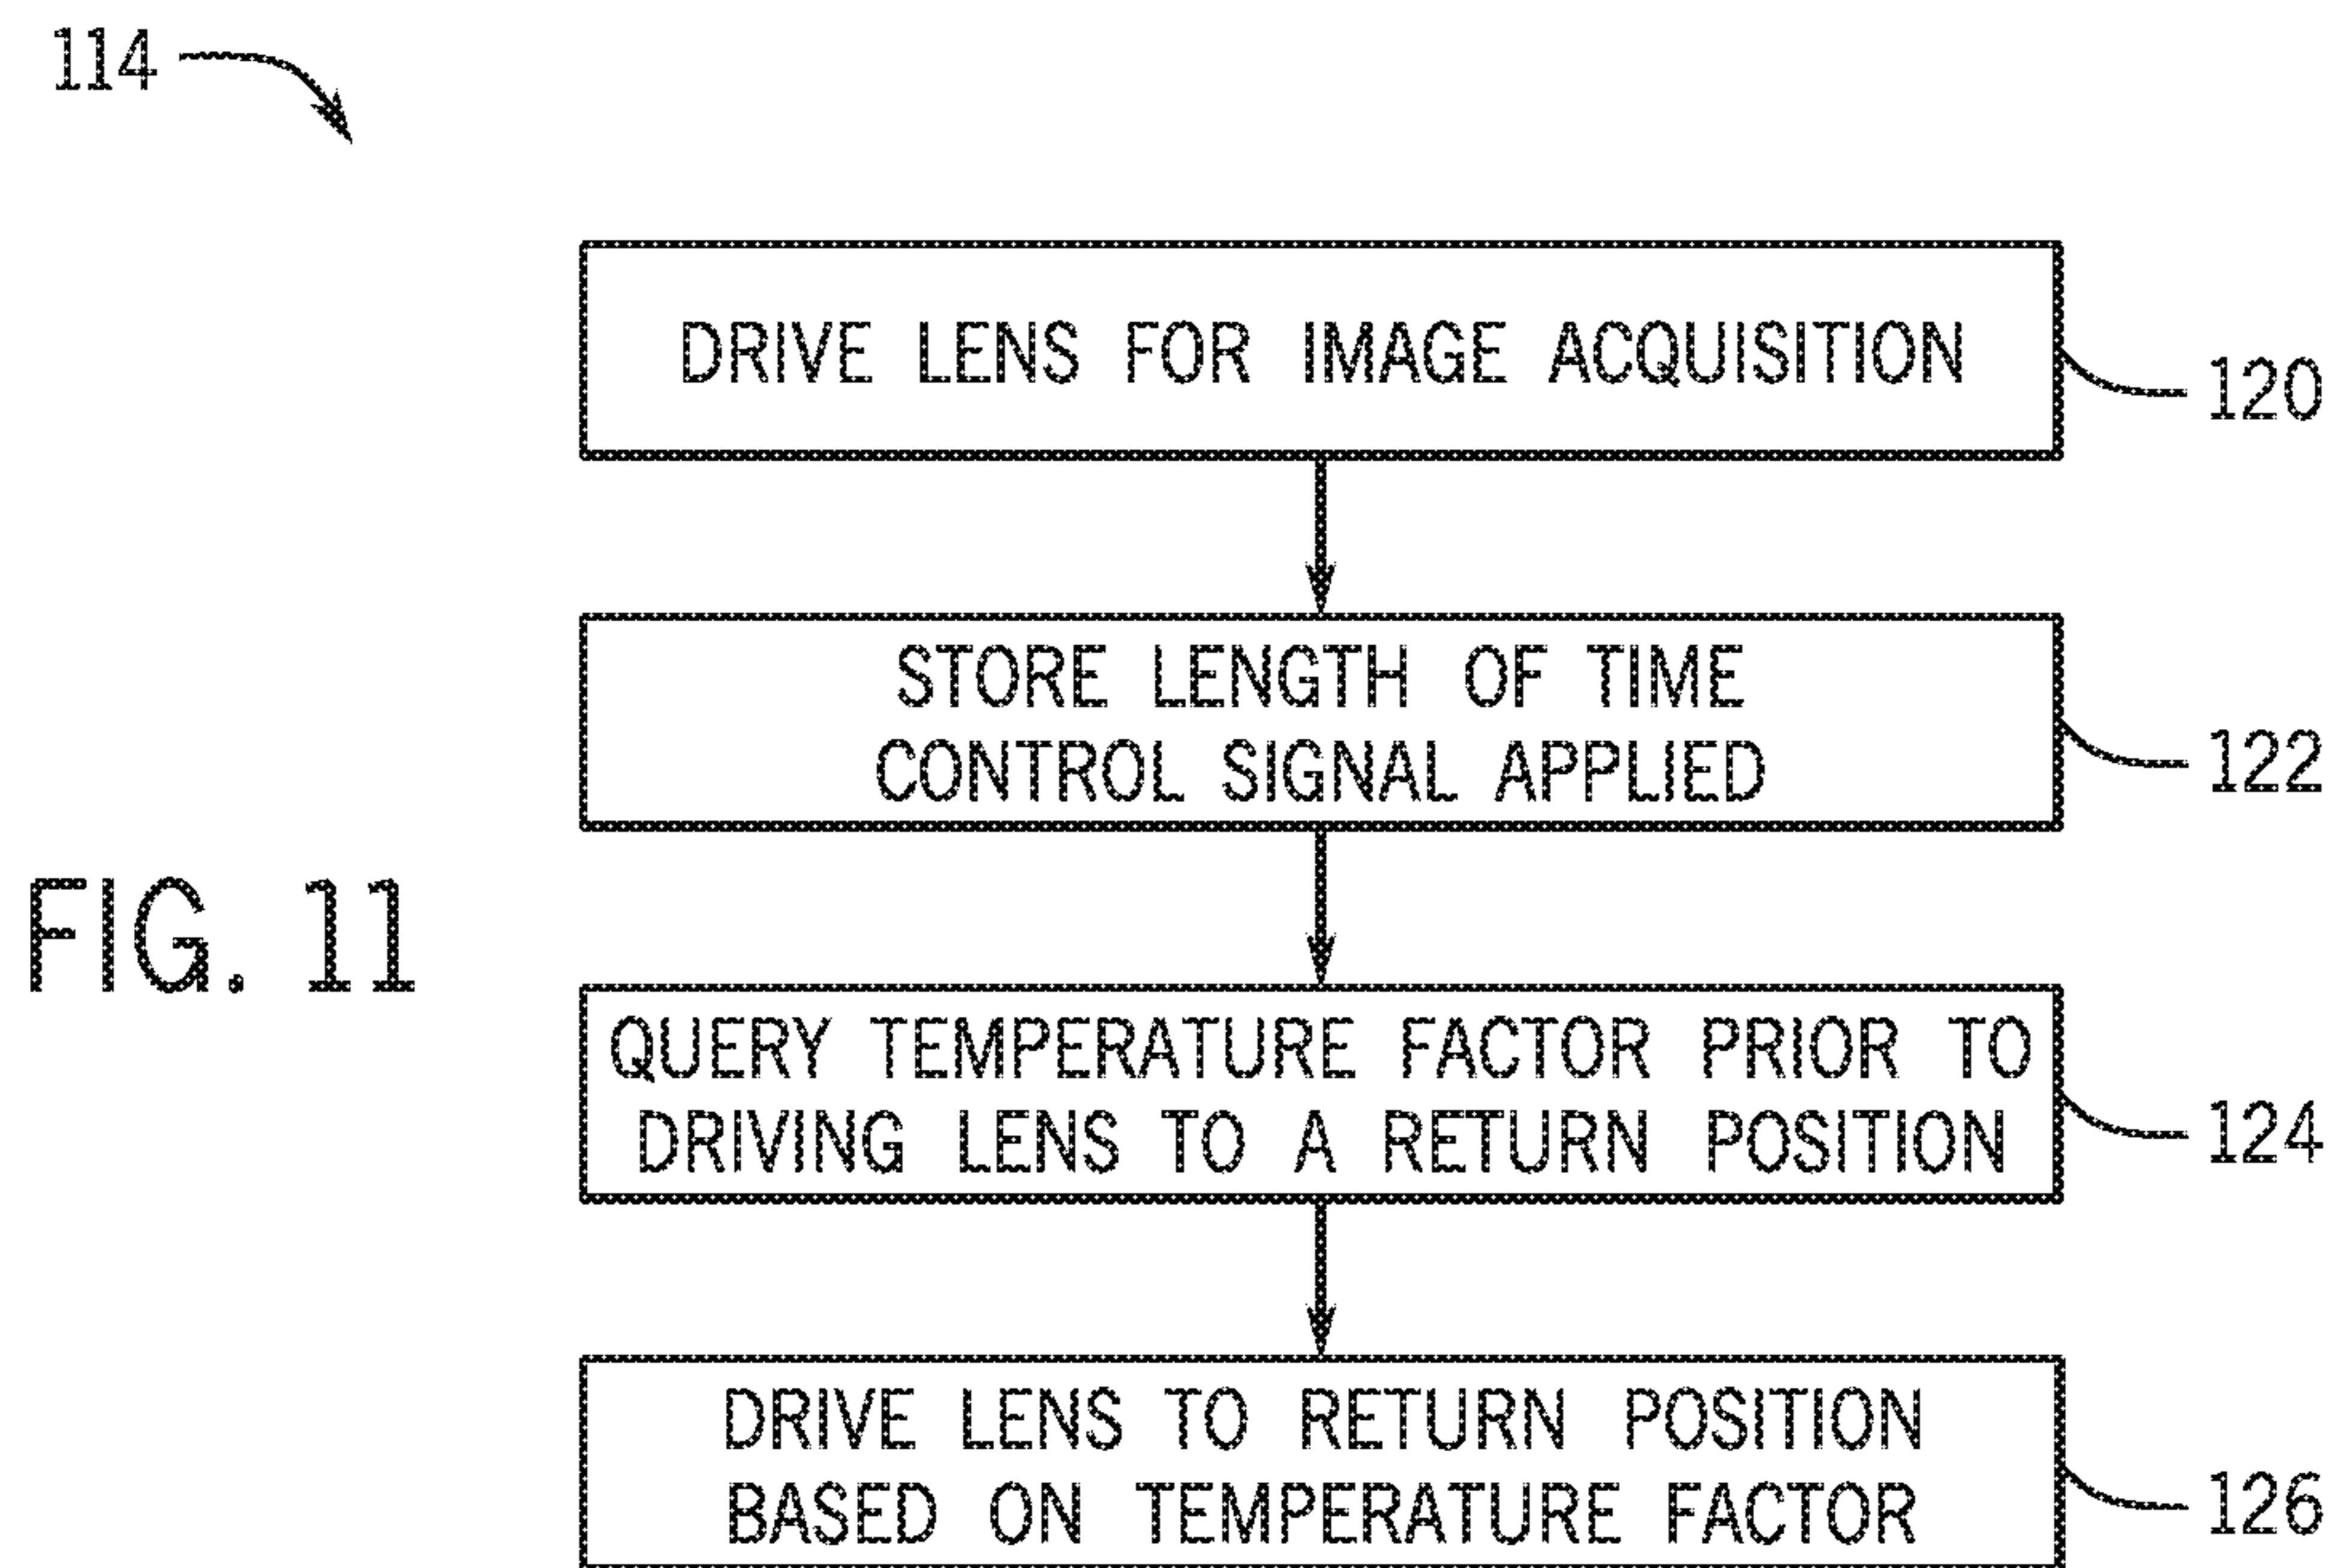 114
DRIVE LENS FOR IMAGE ACQUISITION
120
STORE LENGTH OF TIME
CONTROL SIGNAL APPLIED
122
FIG. 11
QUERY TEMPERATURE FACTOR PRIOR TO
DRIVING LENS TO A RETURN POSITION
124
DRIVE LENS TO RETURN POSITION
BASED ON TEMPERATURE FACTOR
126